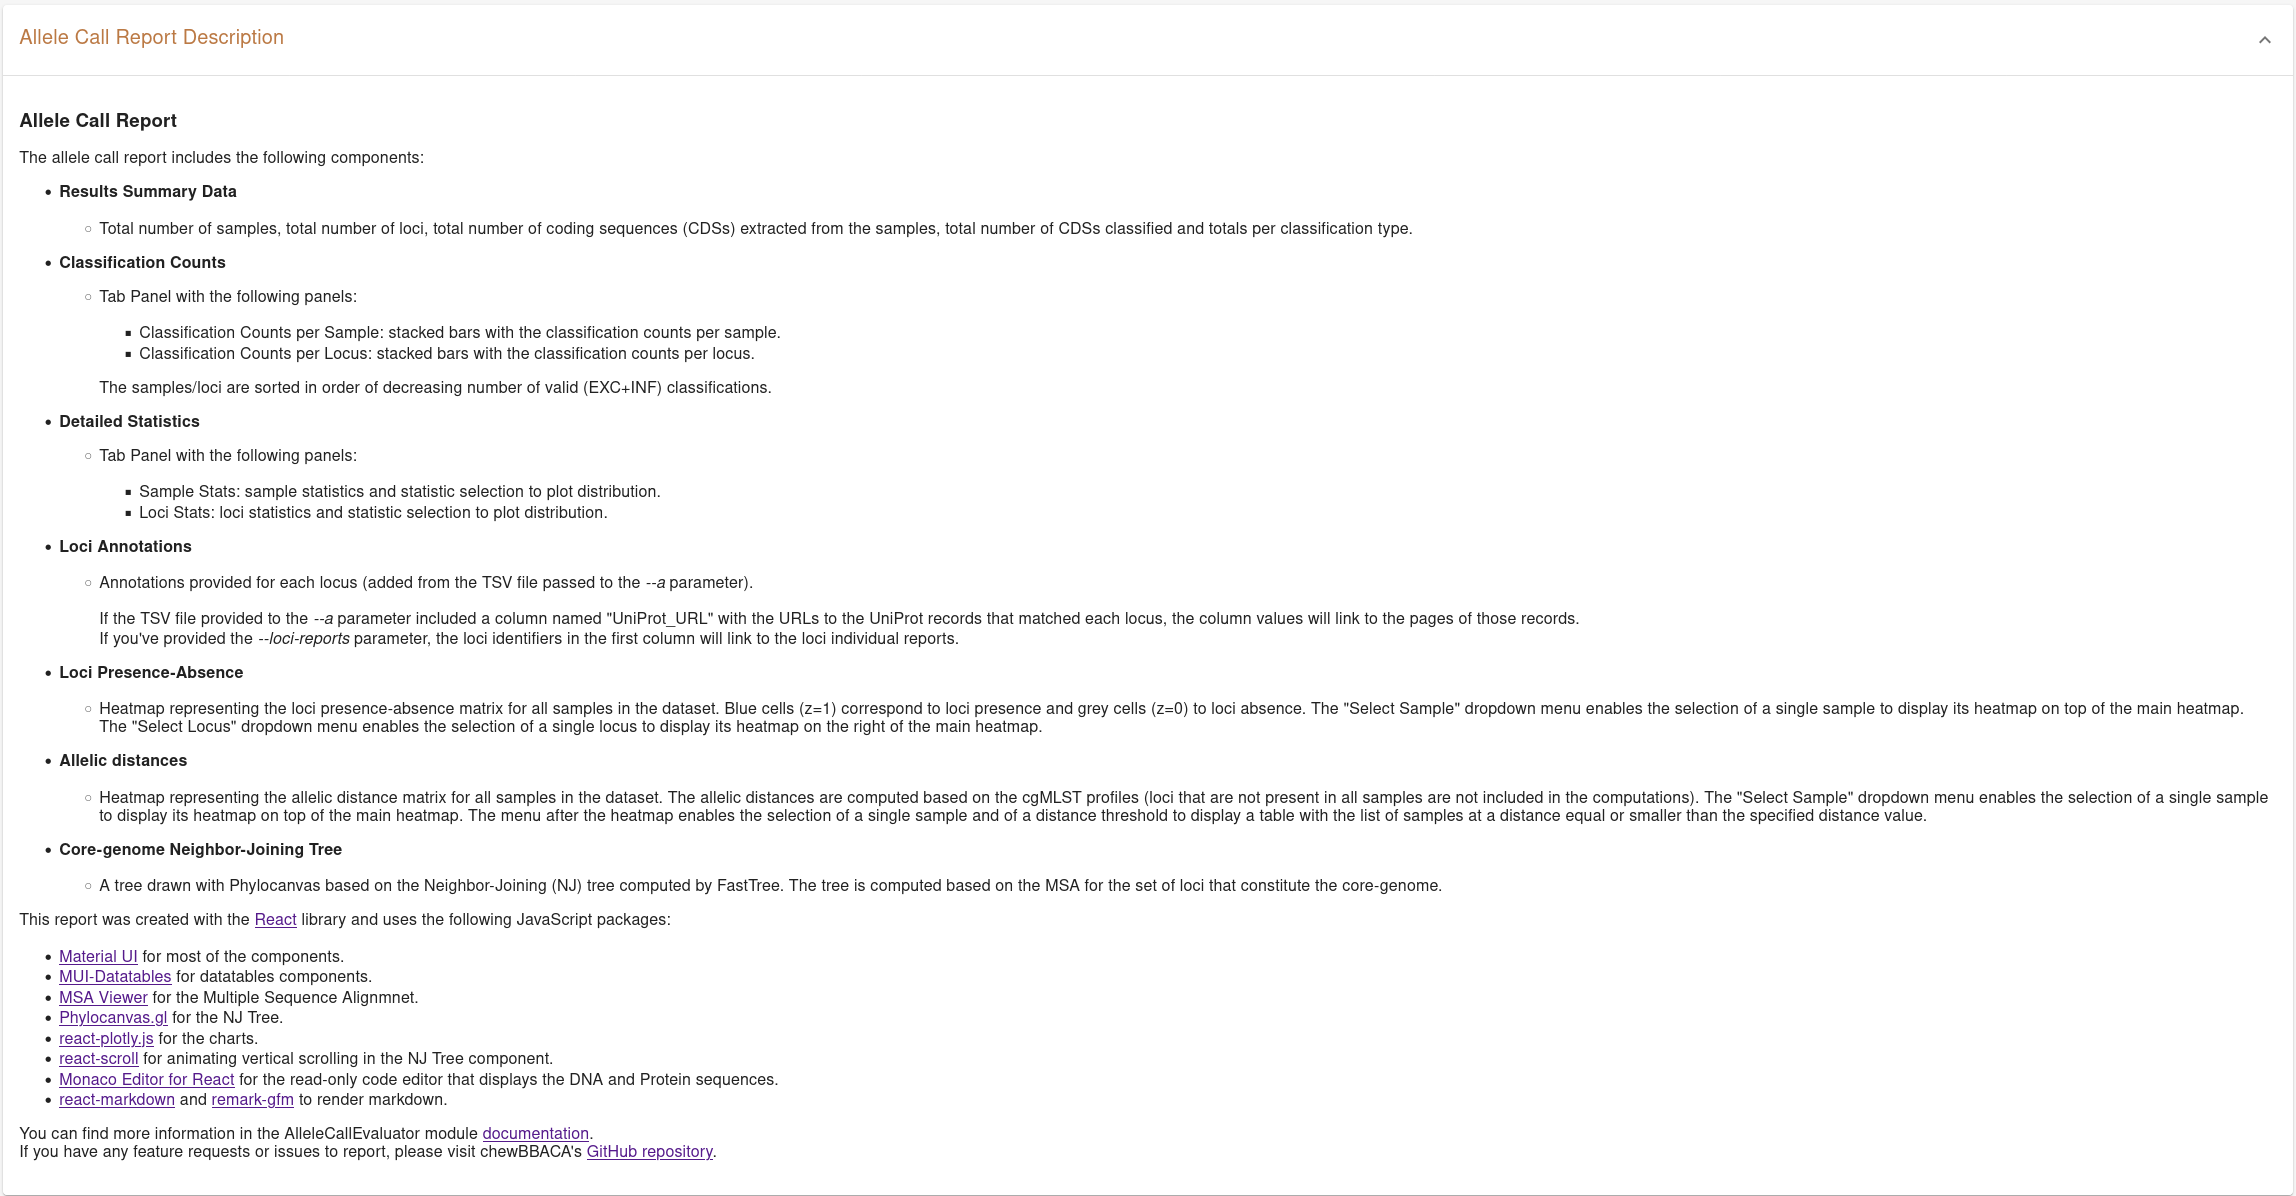 Allele Call Report Description
Allele Call Report
The allele call report includes the following components:
Results Summary Data
Total number of samples, total number of loci, total number of coding sequences (CDSs) extracted from the samples, total number of CDSs classified and totals per classification type.
Classification Counts
Tab Panel with the following panels:
Classification Counts per Sample: stacked bars with the classification counts per sample.
Classification Counts per Locus: stacked bars with the classification counts per locus.
The samples/loci are sorted in order of decreasing number of valid (EXC+INF) classifications.
Detailed Statistics
Tab Panel with the following panels:
Sample Stats: sample statistics and statistic selection to plot distribution.
Loci Stats: loci statistics and statistic selection to plot distribution.
Loci Annotations
Annotations provided for each locus (added from the TSV file passed to the --a parameter).
If the TSV file provided to the --a parameter included a column named "UniProt_URL" with the URLs to the UniProt records that matched each locus, the column values will link to the pages of those records.
If you've provided the --loci-reports parameter, the loci identifiers in the first column will link to the loci individual reports.
Loci Presence-Absence
Heatmap representing the loci presence-absence matrix for all samples in the dataset. Blue cells (z=1) correspond to loci presence and grey cells (z=0) to loci absence. The "Select Sample" dropdown menu enables the selection of a single sample to display its heatmap on top of the main heatmap.
The "Select Locus" dropdown menu enables the selection of a single locus to display its heatmap on the right of the main heatmap.
Allelic distances
Heatmap representing the allelic distance matrix for all samples in the dataset. The allelic distances are computed based on the cgMLST profiles (loci that are not present in all samples are not included in the computations). The "Select Sample" dropdown menu enables the selection of a single sample
to display its heatmap on top of the main heatmap. The menu after the heatmap enables the selection of a single sample and of a distance threshold to display a table with the list of samples at a distance equal or smaller than the specified distance value.
Core-genome Neighbor-Joining Tree
A tree drawn with Phylocanvas based on the Neighbor-Joining (NJ) tree computed by FastTree. The tree is computed based on the MSA for the set of loci that constitute the core-genome.
This report was created with the React library and uses the following JavaScript packages:
Material UI for most of the components.
MUI-Datatables for datatables components.
MSA Viewer for the Multiple Sequence Alignmnet.
Phylocanvas.gl for the NJ Tree.
react-plotly.js for the charts.
react-scroll for animating vertical scrolling in the NJ Tree component.
Monaco Editor for React for the read-only code editor that displays the DNA and Protein sequences.
react-markdown and remark-gfm to render markdown.
You can find more information in the AlleleCallEvaluator module documentation.
If you have any feature requests or issues to report, please visit chewBBACA's GitHub repository.